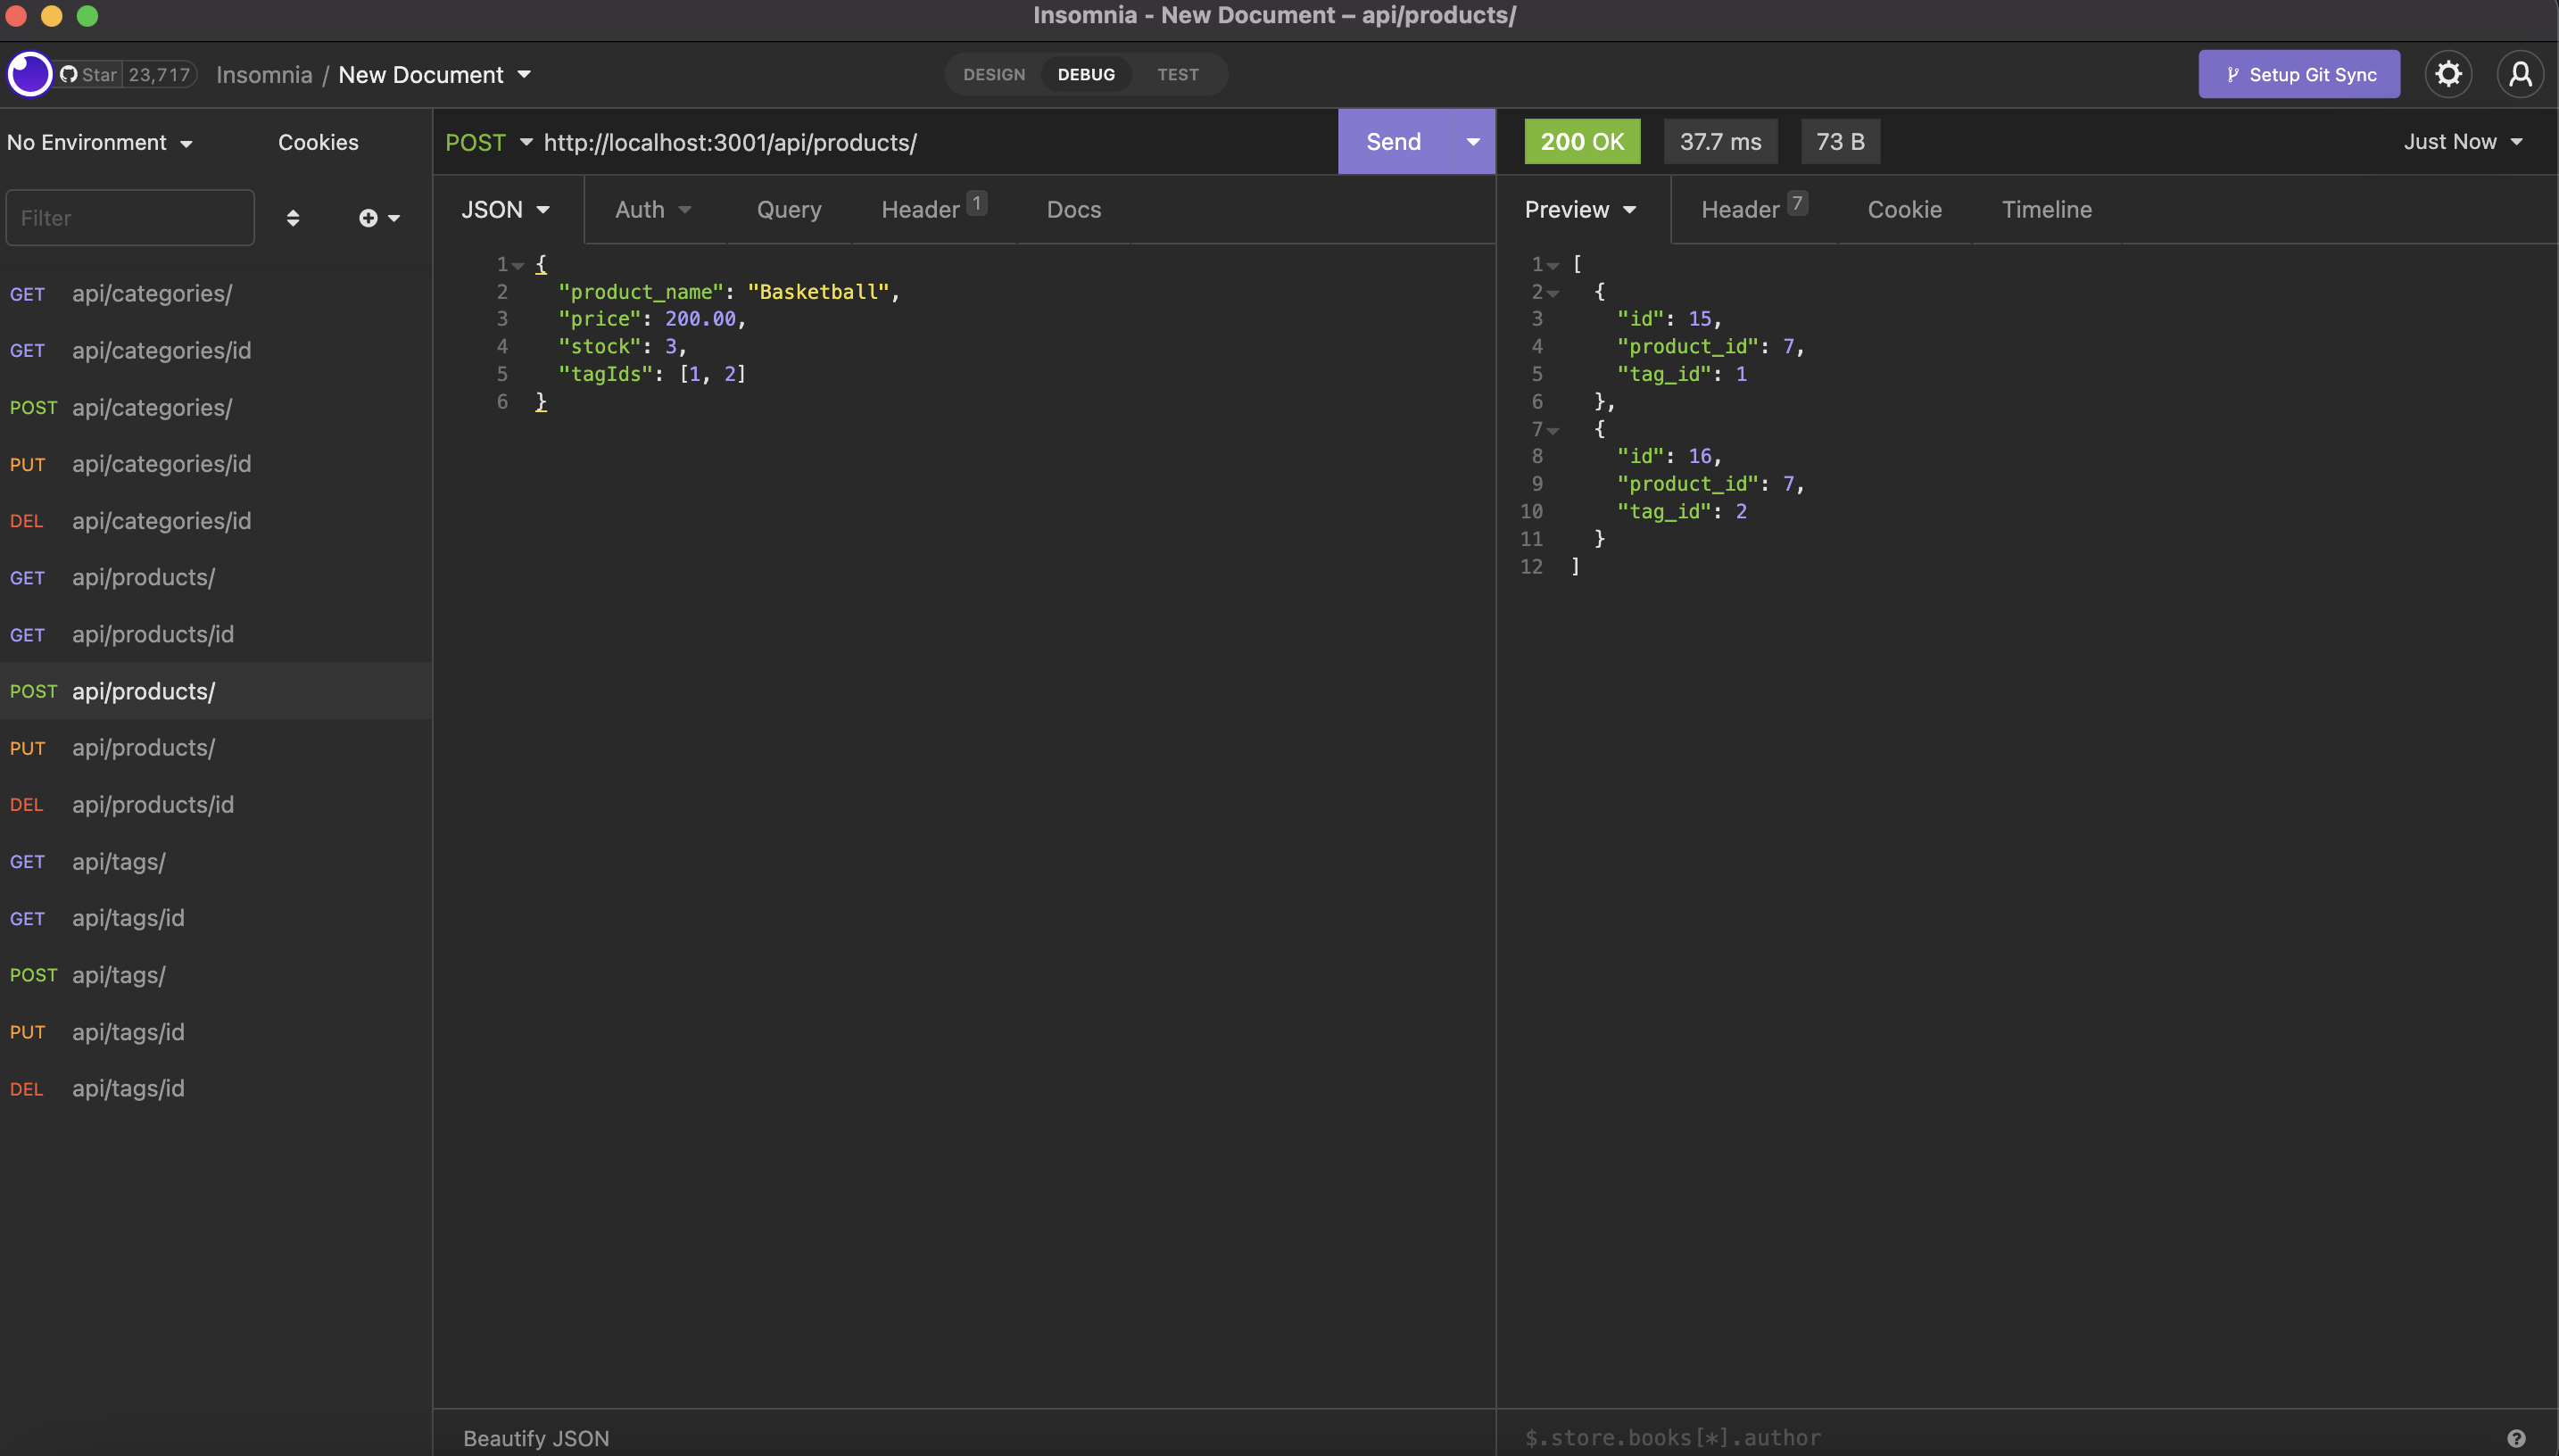 Insomnia - New Document – api/products/
Star 23,717 Insomnia / New Document
DESIGN DEBUG TEST
Setup Git Sync
No Environment Cookies
Filter
GET api/categories/
GET api/categories/id
POST api/categories/
PUT api/categories/id
DEL api/categories/id
GET api/products/
GET api/products/id
POST api/products/
PUT api/products/
DEL api/products/id
GET api/tags/
GET api/tags/id
POST api/tags/
PUT api/tags/id
DEL api/tags/id
POST http://localhost:3001/api/products/ Send
JSON Auth Query Header 1 Docs
1 {
2 "product_name": "Basketball",
3 "price": 200.00,
4 "stock": 3,
5 "tagIds": [1, 2]
6 }
Beautify JSON
200 OK 37.7 ms 73 B Just Now
Preview Header 7 Cookie Timeline
1 [
2 {
3 "id": 15,
4 "product_id": 7,
5 "tag_id": 1
6 },
7 {
8 "id": 16,
9 "product_id": 7,
10 "tag_id": 2
11 }
12 ]
$.store.books[*].author